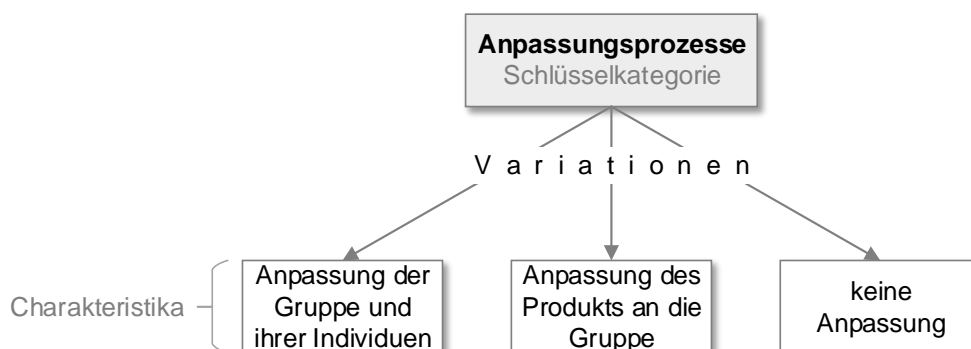 Anpassungsprozesse
Schlüsselkategorie
V a r i a t i o n e n
Charakteristika
Anpassung der
Gruppe und
ihrer Individuen
Anpassung des
Produkts an die
Gruppe
keine
Anpassung